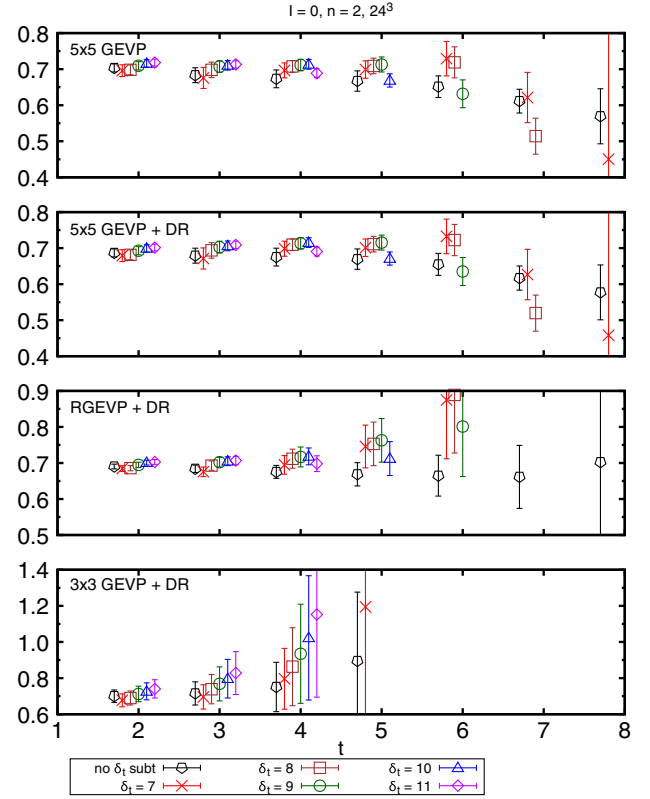 I = 0, n = 2, 24³
0.8
5x5 GEVP
0.7
0.6
0.5
0.4
0.8
5x5 GEVP + DR
0.7
0.6
0.5
0.4
0.9
RGEVP + DR
0.8
0.7
0.6
0.5
1.4
3x3 GEVP + DR
1.2
1.0
0.8
0.6
1 2 3 4 5 6 7 8
t
no δt subt δt = 8 δt = 10
δt = 7 δt = 9 δt = 11